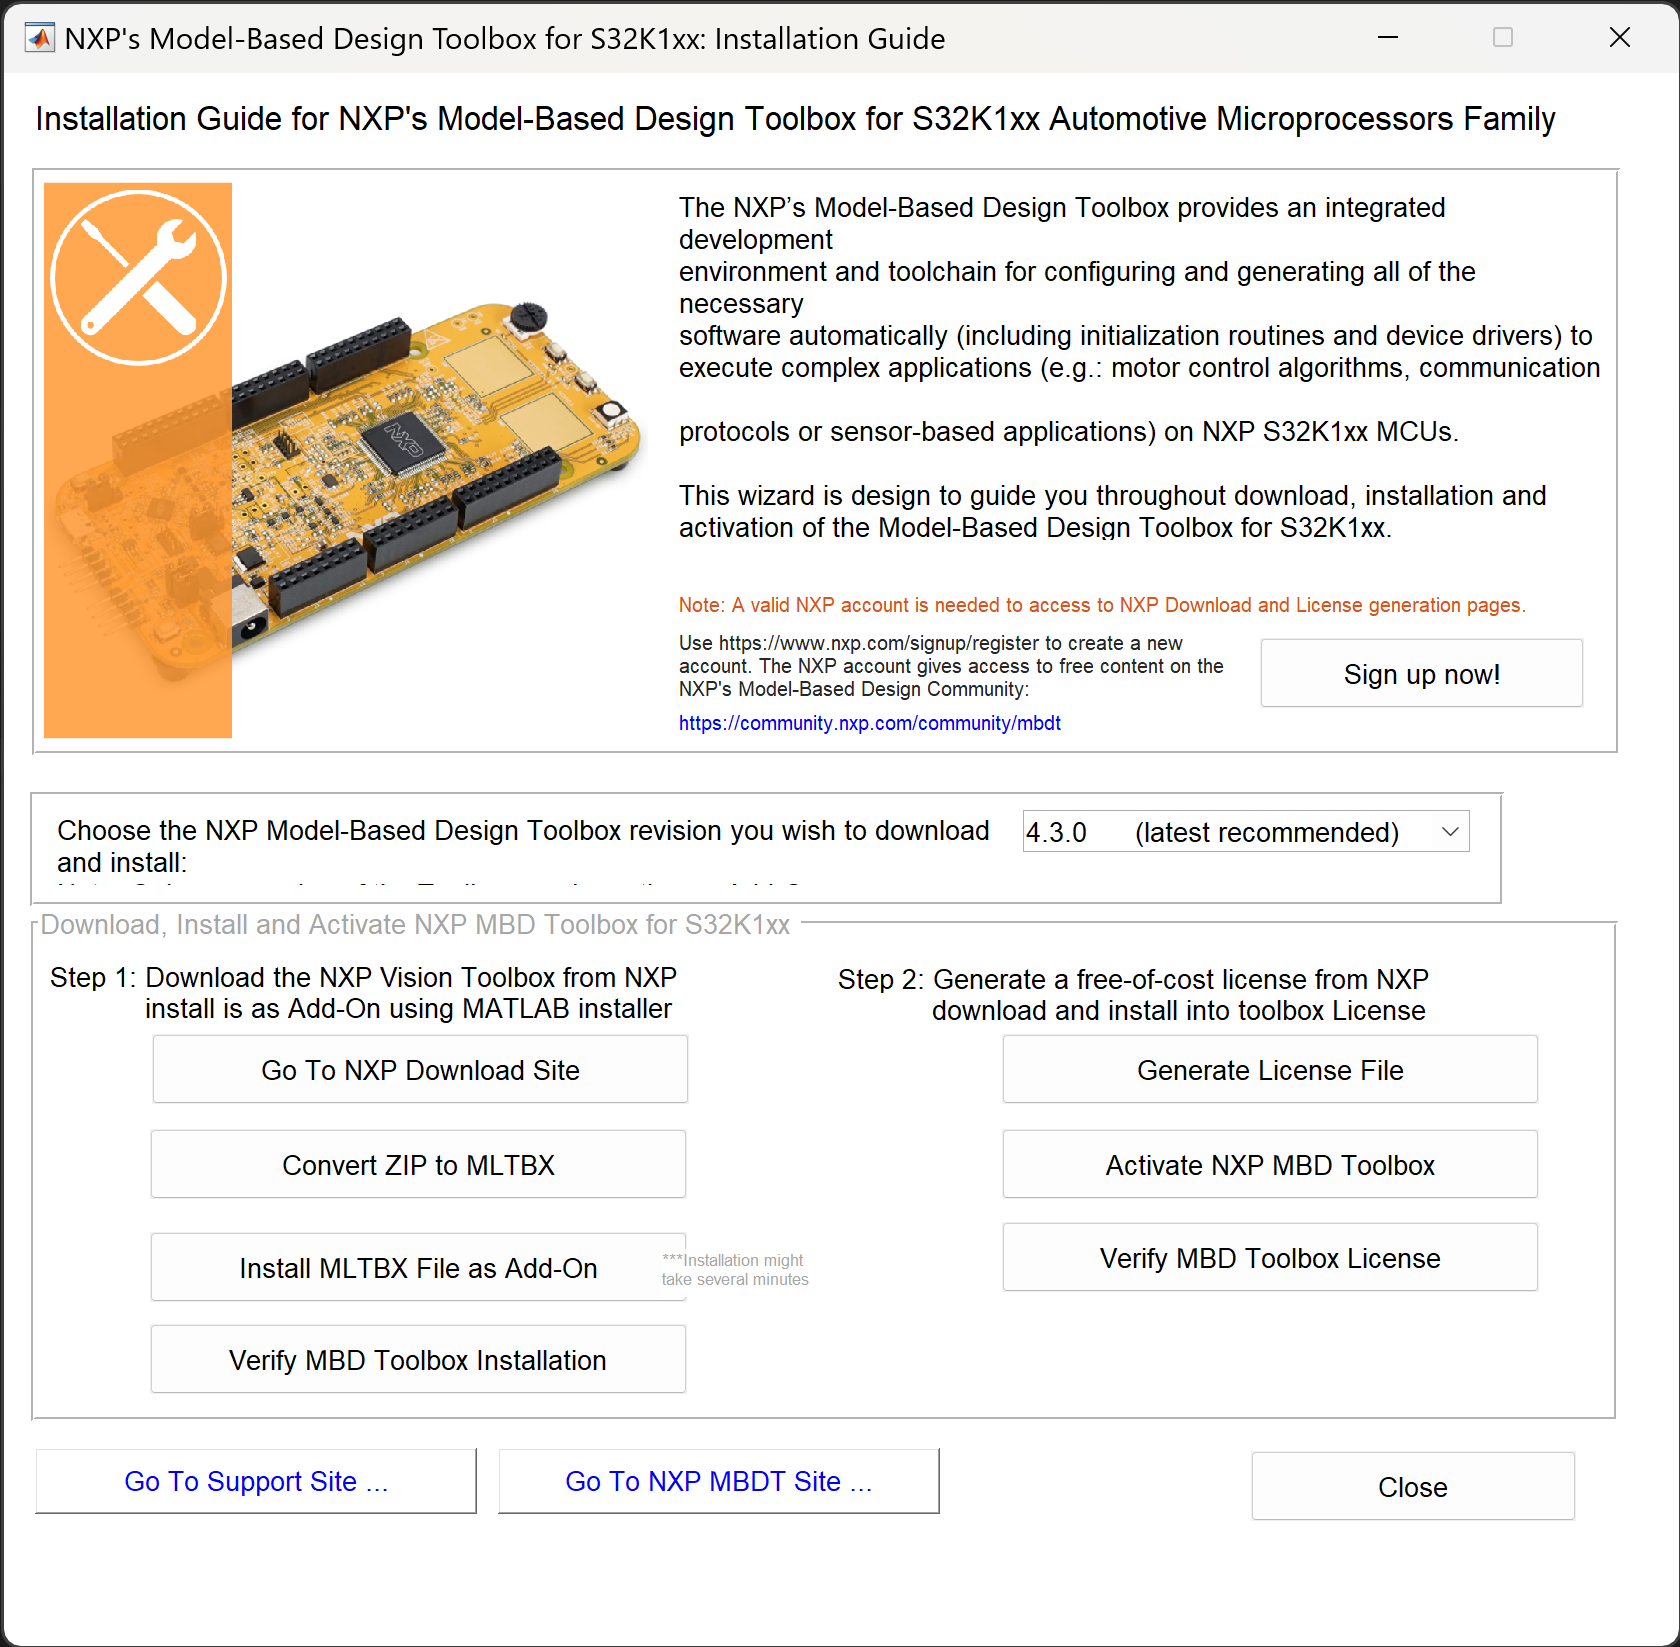 NXP's Model-Based Design Toolbox for S32K1xx: Installation Guide
Installation Guide for NXP's Model-Based Design Toolbox for S32K1xx Automotive Microprocessors Family
The NXP’s Model-Based Design Toolbox provides an integrated
development
environment and toolchain for configuring and generating all of the
necessary
software automatically (including initialization routines and device drivers) to
execute complex applications (e.g.: motor control algorithms, communication
protocols or sensor-based applications) on NXP S32K1xx MCUs.
This wizard is design to guide you throughout download, installation and
activation of the Model-Based Design Toolbox for S32K1xx.
Note: A valid NXP account is needed to access to NXP Download and License generation pages.
Use https://www.nxp.com/signup/register to create a new
account. The NXP account gives access to free content on the
NXP's Model-Based Design Community:
https://community.nxp.com/community/mbdt
Sign up now!
NXP
Choose the NXP Model-Based Design Toolbox revision you wish to download
and install:
4.3.0 (latest recommended)
Download, Install and Activate NXP MBD Toolbox for S32K1xx
Step 1: Download the NXP Vision Toolbox from NXP
install is as Add-On using MATLAB installer
Go To NXP Download Site
Convert ZIP to MLTBX
Install MLTBX File as Add-On
***Installation might
take several minutes
Verify MBD Toolbox Installation
Step 2: Generate a free-of-cost license from NXP
download and install into toolbox License
Generate License File
Activate NXP MBD Toolbox
Verify MBD Toolbox License
Go To Support Site ...
Go To NXP MBDT Site ...
Close